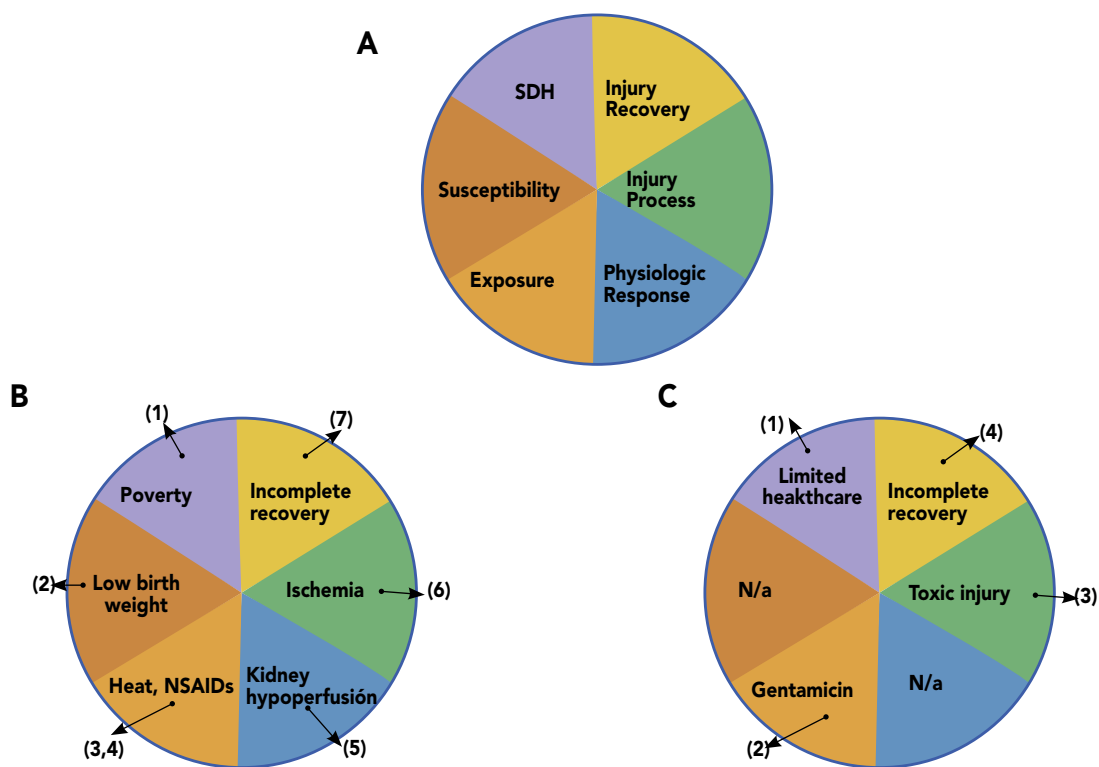 A
SDH
Injury
Recovery
Susceptibility
Injury
Process
Exposure
Physiologic
Response
B
(1)
(7)
Poverty
Incomplete
recovery
(2)
Low birth
weight
Ischemia
(6)
Heat, NSAIDs
Kidney
hypoperfusión
(3,4)
(5)
C
(1)
(4)
Limited
heakthcare
Incomplete
recovery
N/a
Toxic injury
(3)
Gentamicin
N/a
(2)